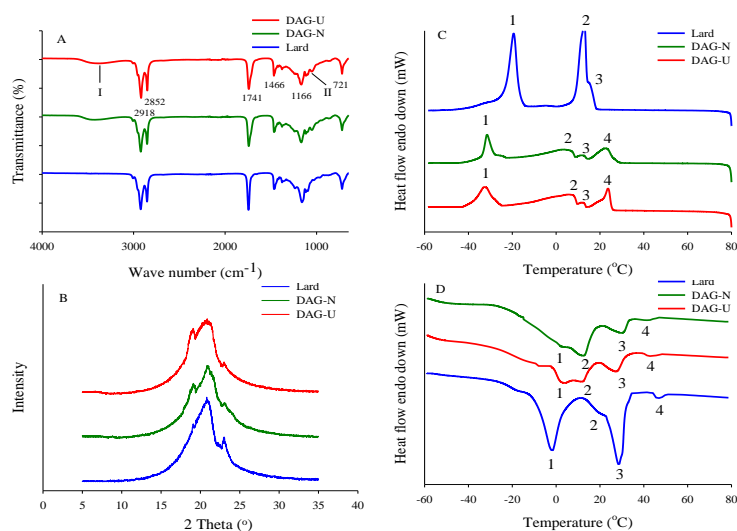 A
DAG-U
DAG-N
Lard
I
II
2918
2852
1741
1466
1166
721
Transmittance (%)
4000
3000
2000
1000
Wave number (cm-1)
C
Lard
DAG-N
DAG-U
1
2
3
1
2
3
4
1
2
3
4
Heat flow endo down (mW)
-60
-40
-20
0
20
40
60
80
Temperature (oC)
B
Lard
DAG-N
DAG-U
Intensity
0
5
10
15
20
25
30
35
40
2 Theta (o)
D
Lard
DAG-N
DAG-U
1
2
3
4
1
2
3
4
1
2
3
4
Heat flow endo down (mW)
-60
-40
-20
0
20
40
60
80
Temperature (oC)